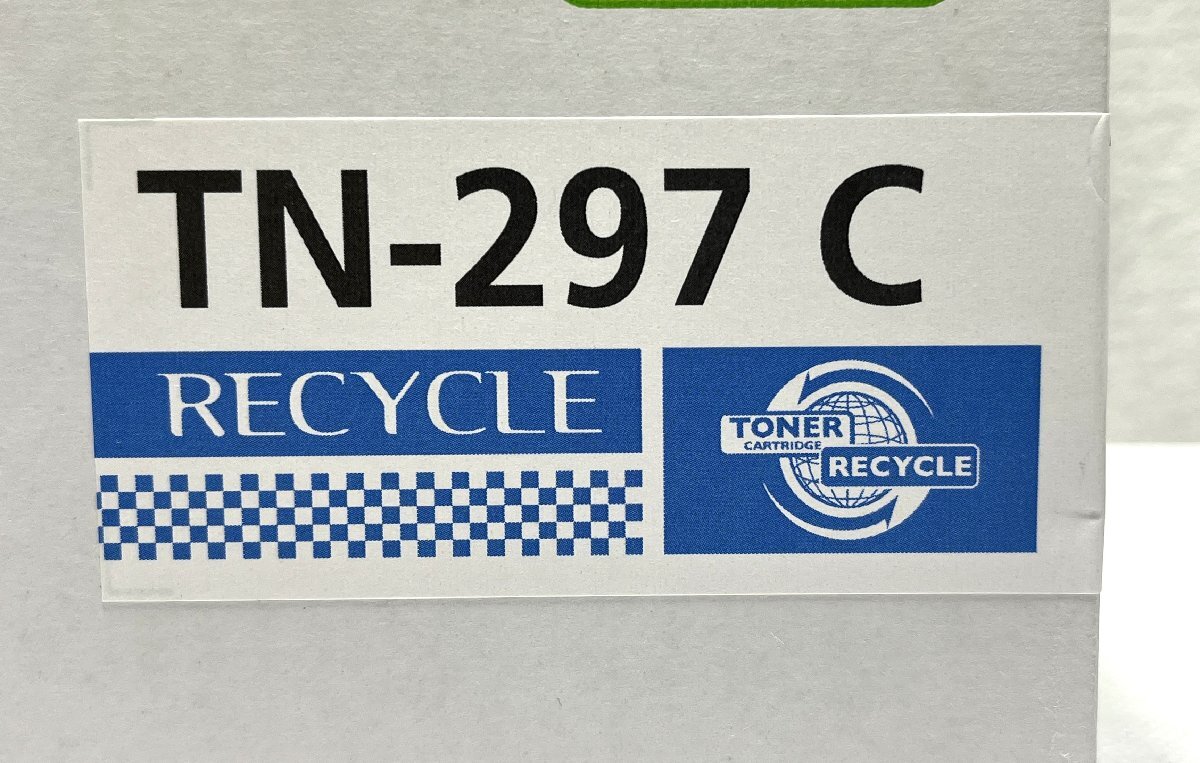 TN-297 C
RECYCLE
TONER
CARTRIDGE
RECYCLE